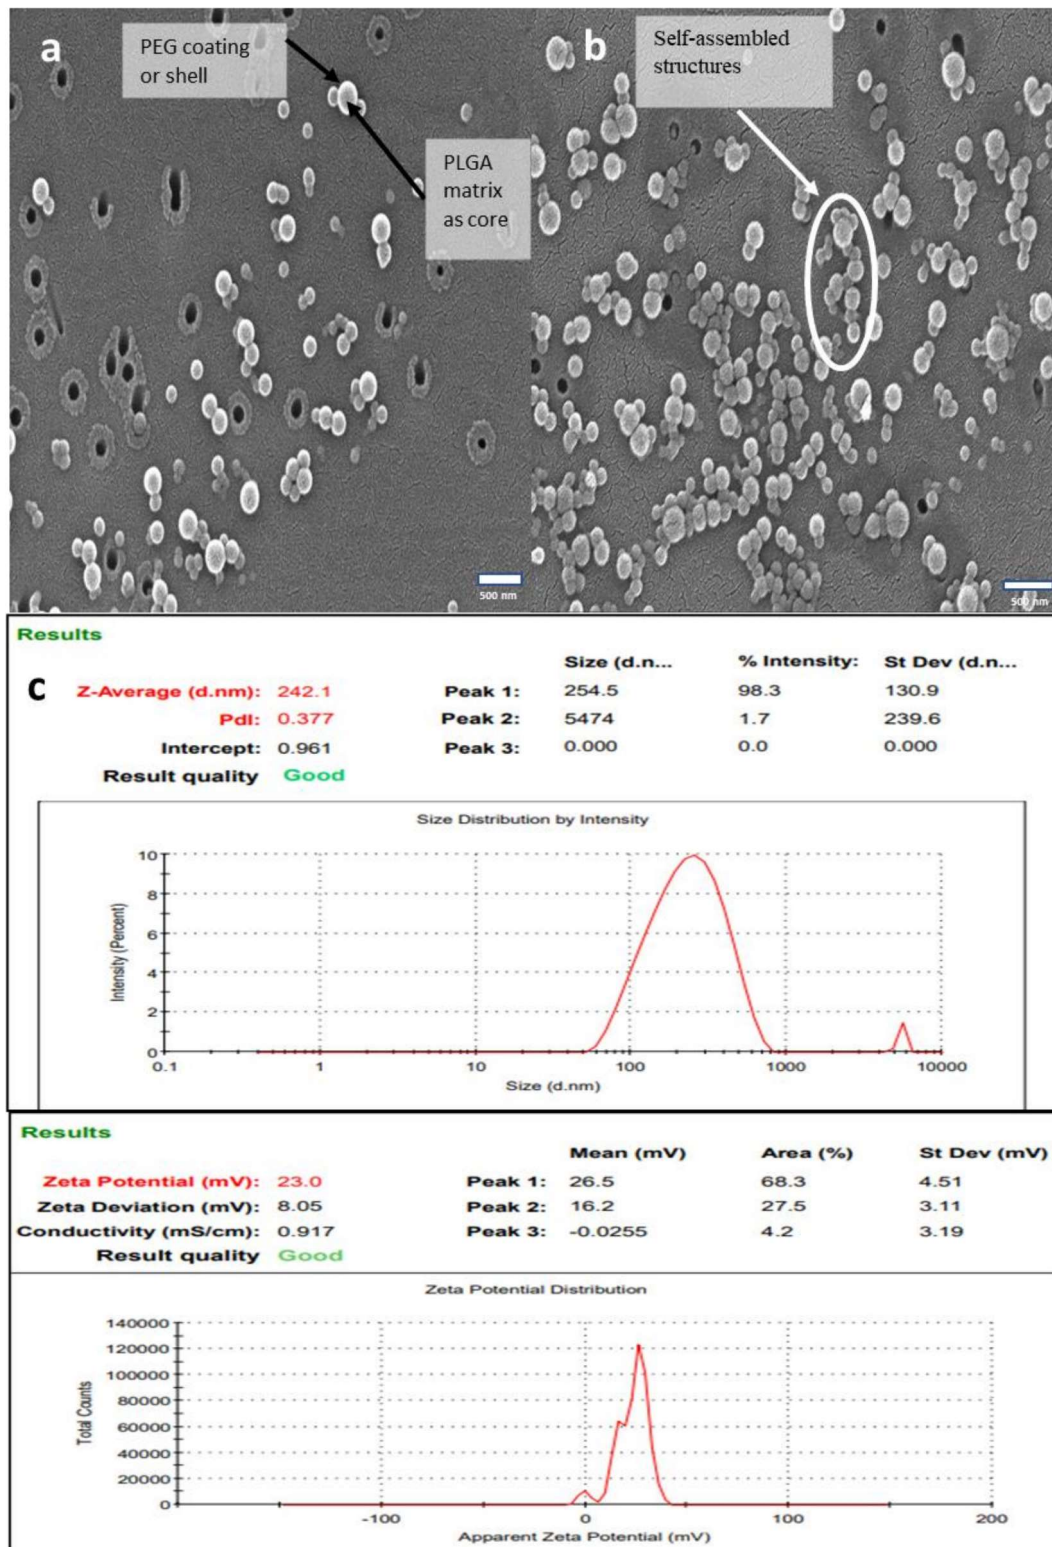 a
PEG coating
or shell
PLGA
matrix
as core
500 nm
b
Self-assembled
structures
500 nm
Results
c
Size (d.n... % Intensity: St Dev (d.n...
Z-Average (d.nm): 242.1 Peak 1: 254.5 98.3 130.9
PdI: 0.377 Peak 2: 5474 1.7 239.6
Intercept: 0.961 Peak 3: 0.000 0.0 0.000
Result quality Good
Size Distribution by Intensity
Intensity (Percent)
10
8
6
4
2
0
0.1 1 10 100 1000 10000
Size (d.nm)
Results
Mean (mV) Area (%) St Dev (mV)
Zeta Potential (mV): 23.0 Peak 1: 26.5 68.3 4.51
Zeta Deviation (mV): 8.05 Peak 2: 16.2 27.5 3.11
Conductivity (mS/cm): 0.917 Peak 3: -0.0255 4.2 3.19
Result quality Good
Zeta Potential Distribution
Total Counts
140000
120000
100000
80000
60000
40000
20000
0
-100 0 100 200
Apparent Zeta Potential (mV)